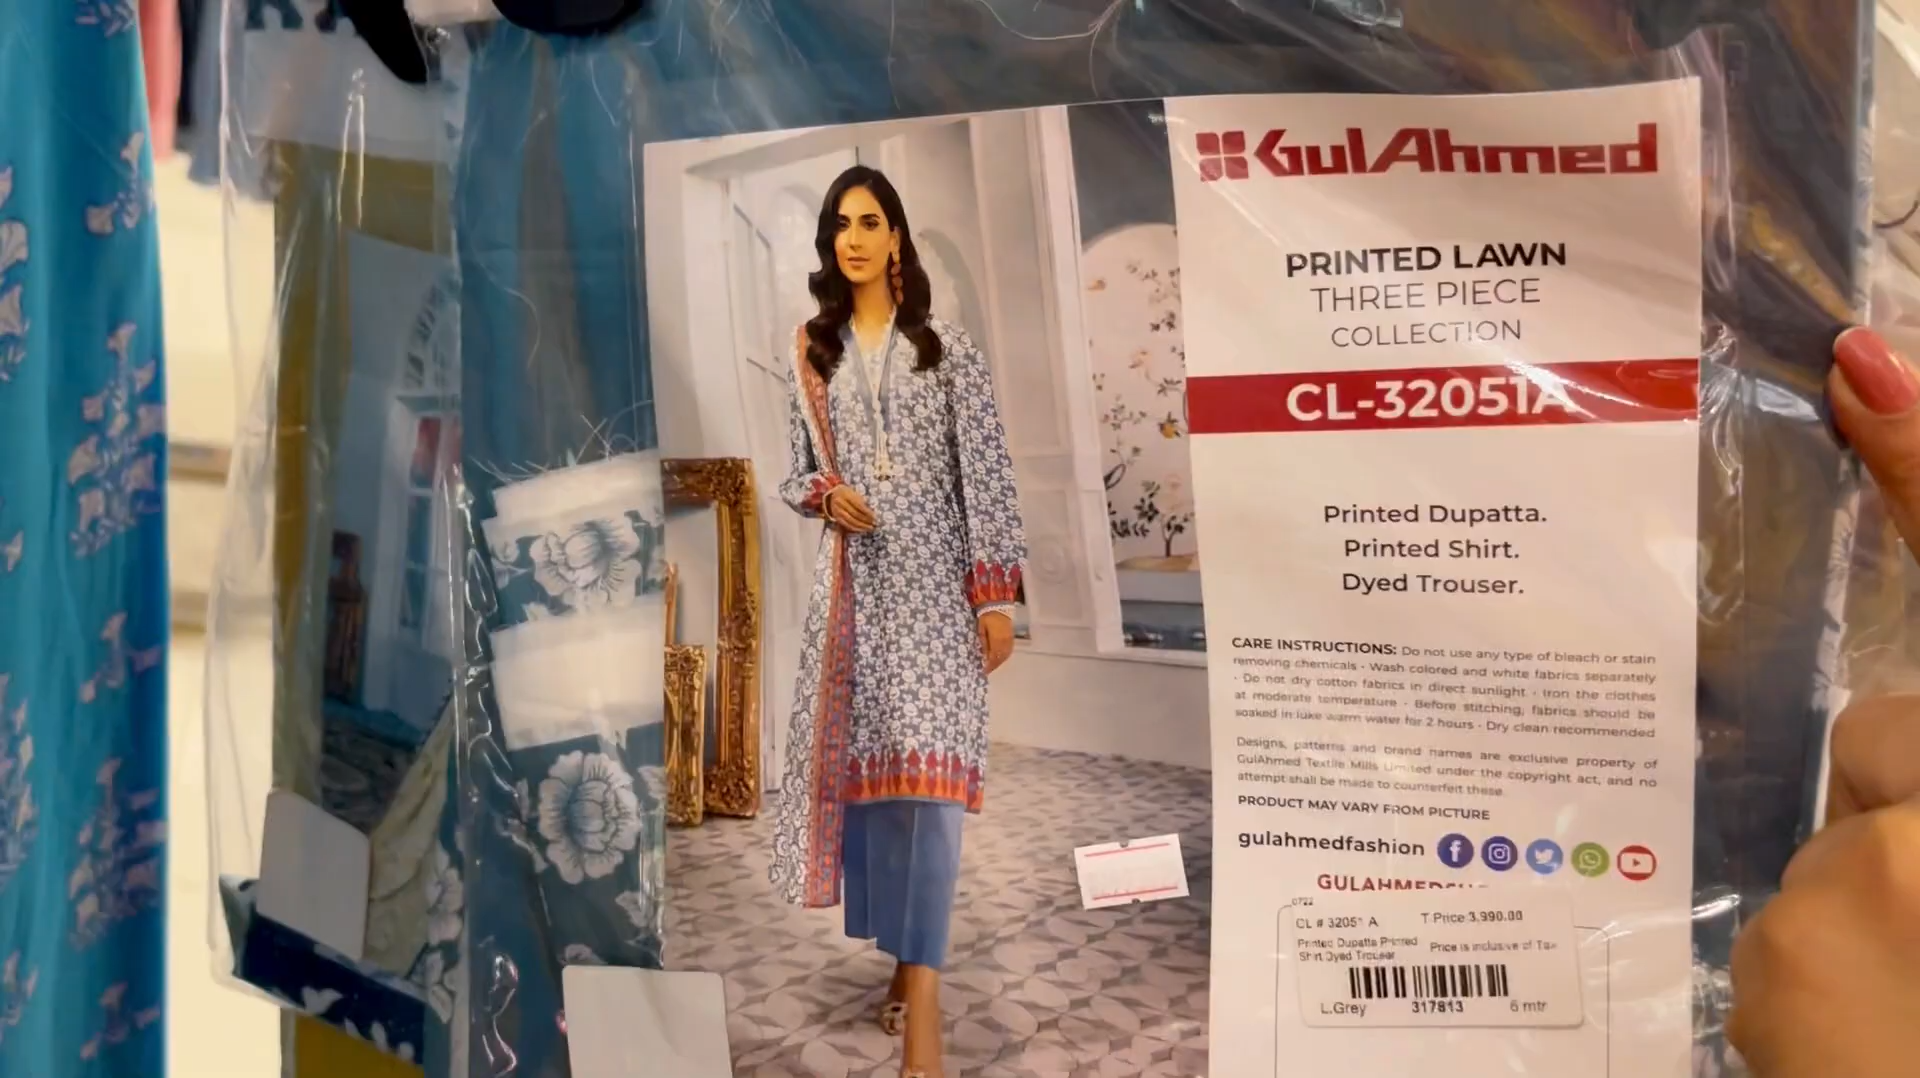 GulAhmed
PRINTED LAWN
THREE PIECE
COLLECTION
CL-32051A
Printed Dupatta.
Printed Shirt.
Dyed Trouser.
CARE INSTRUCTIONS: Do not use any type of bleach or stain
removing chemicals - Wash colored and white fabrics separately
- Do not dry cotton fabrics in direct sunlight - Iron the clothes
at moderate temperature - Before stitching, fabrics should be
soaked in luke warm water for 2 hours - Dry clean recommended
Designs, patterns and brand names are exclusive property of
GulAhmed Textile Mills Limited under the copyright act, and no
attempt shall be made to counterfeit these.
PRODUCT MAY VARY FROM PICTURE
gulahmedfashion
0722
CL # 32051 A T.Price 3,990.00
Printed Dupatta Printed Price is inclusive of Tax
Shirt Dyed Trouser
L.Grey 317813 6 mtr